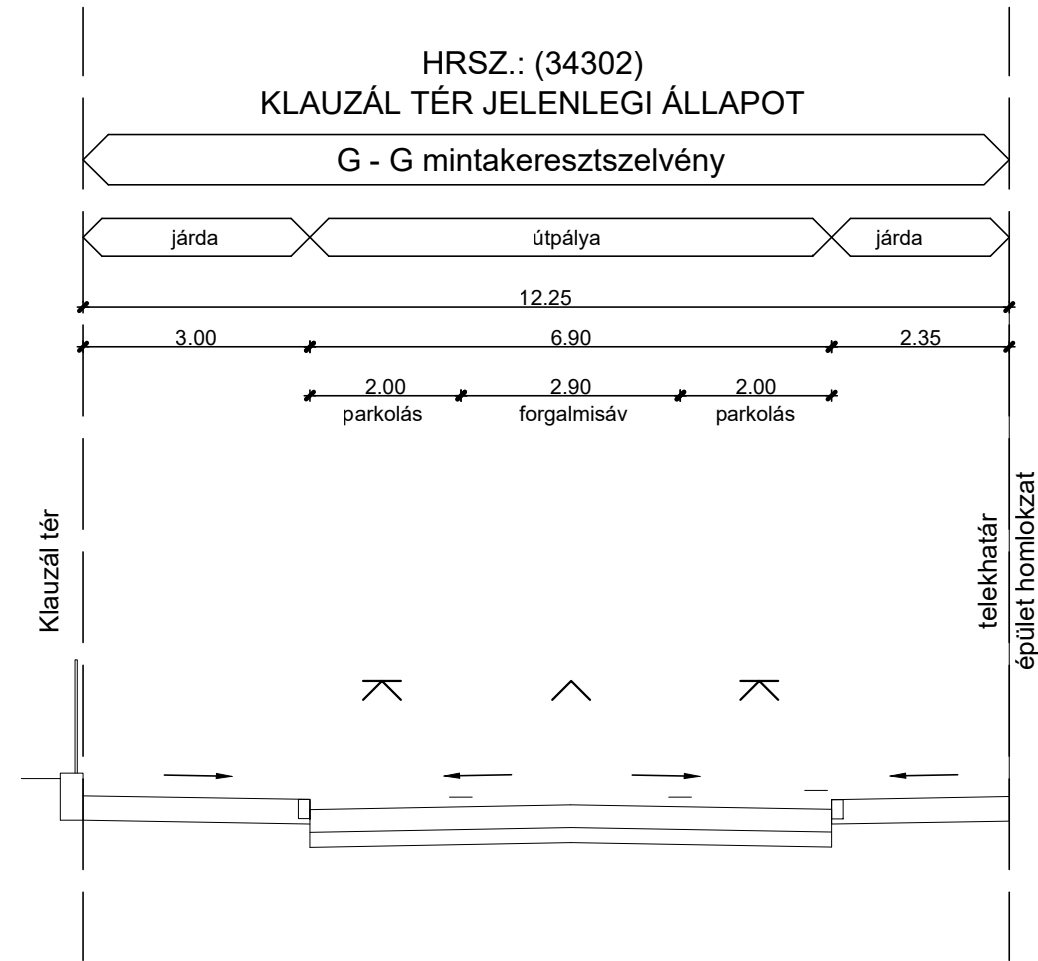 HRSZ.: (34302)
KLAUZÁL TÉR JELENLEGI ÁLLAPOT
G - G mintakeresztszelvény
járda
útpálya
járda
12.25
3.00
6.90
2.35
2.00
2.90
2.00
parkolás
forgalmisáv
parkolás
Klauzál tér
telekhatár
épület homlokzat